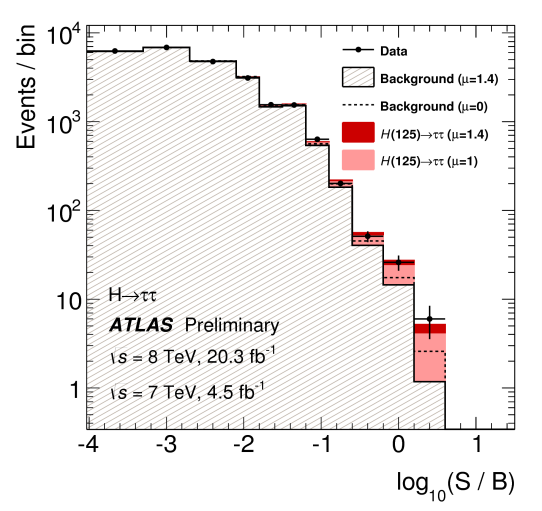 10⁴
Events / bin
10³
10²
10
1
Data
Background (μ=1.4)
Background (μ=0)
H(125)→ττ (μ=1.4)
H(125)→ττ (μ=1)
H→ττ
ATLAS Preliminary
√s = 8 TeV, 20.3 fb⁻¹
√s = 7 TeV, 4.5 fb⁻¹
-4 -3 -2 -1 0 1
log₁₀(S / B)